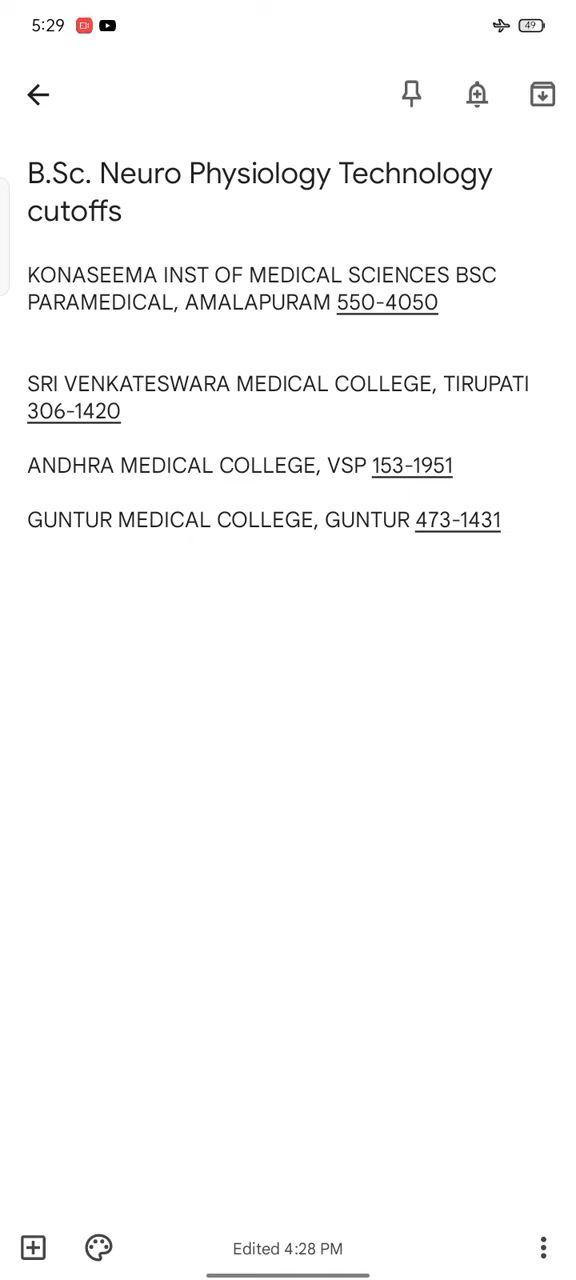 5:29
49
B.Sc. Neuro Physiology Technology
cutoffs
KONASEEMA INST OF MEDICAL SCIENCES BSC
PARAMEDICAL, AMALAPURAM 550-4050
SRI VENKATESWARA MEDICAL COLLEGE, TIRUPATI
306-1420
ANDHRA MEDICAL COLLEGE, VSP 153-1951
GUNTUR MEDICAL COLLEGE, GUNTUR 473-1431
Edited 4:28 PM